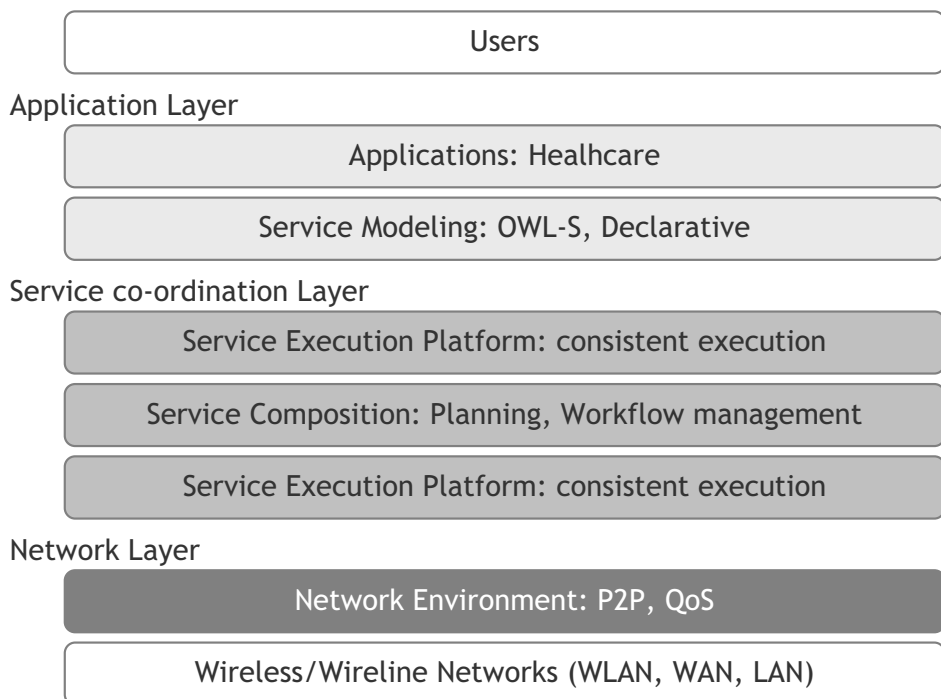 Users
Application Layer
Applications: Healhcare
Service Modeling: OWL-S, Declarative
Service co-ordination Layer
Service Execution Platform: consistent execution
Service Composition: Planning, Workflow management
Service Execution Platform: consistent execution
Network Layer
Network Environment: P2P, QoS
Wireless/Wireline Networks (WLAN, WAN, LAN)